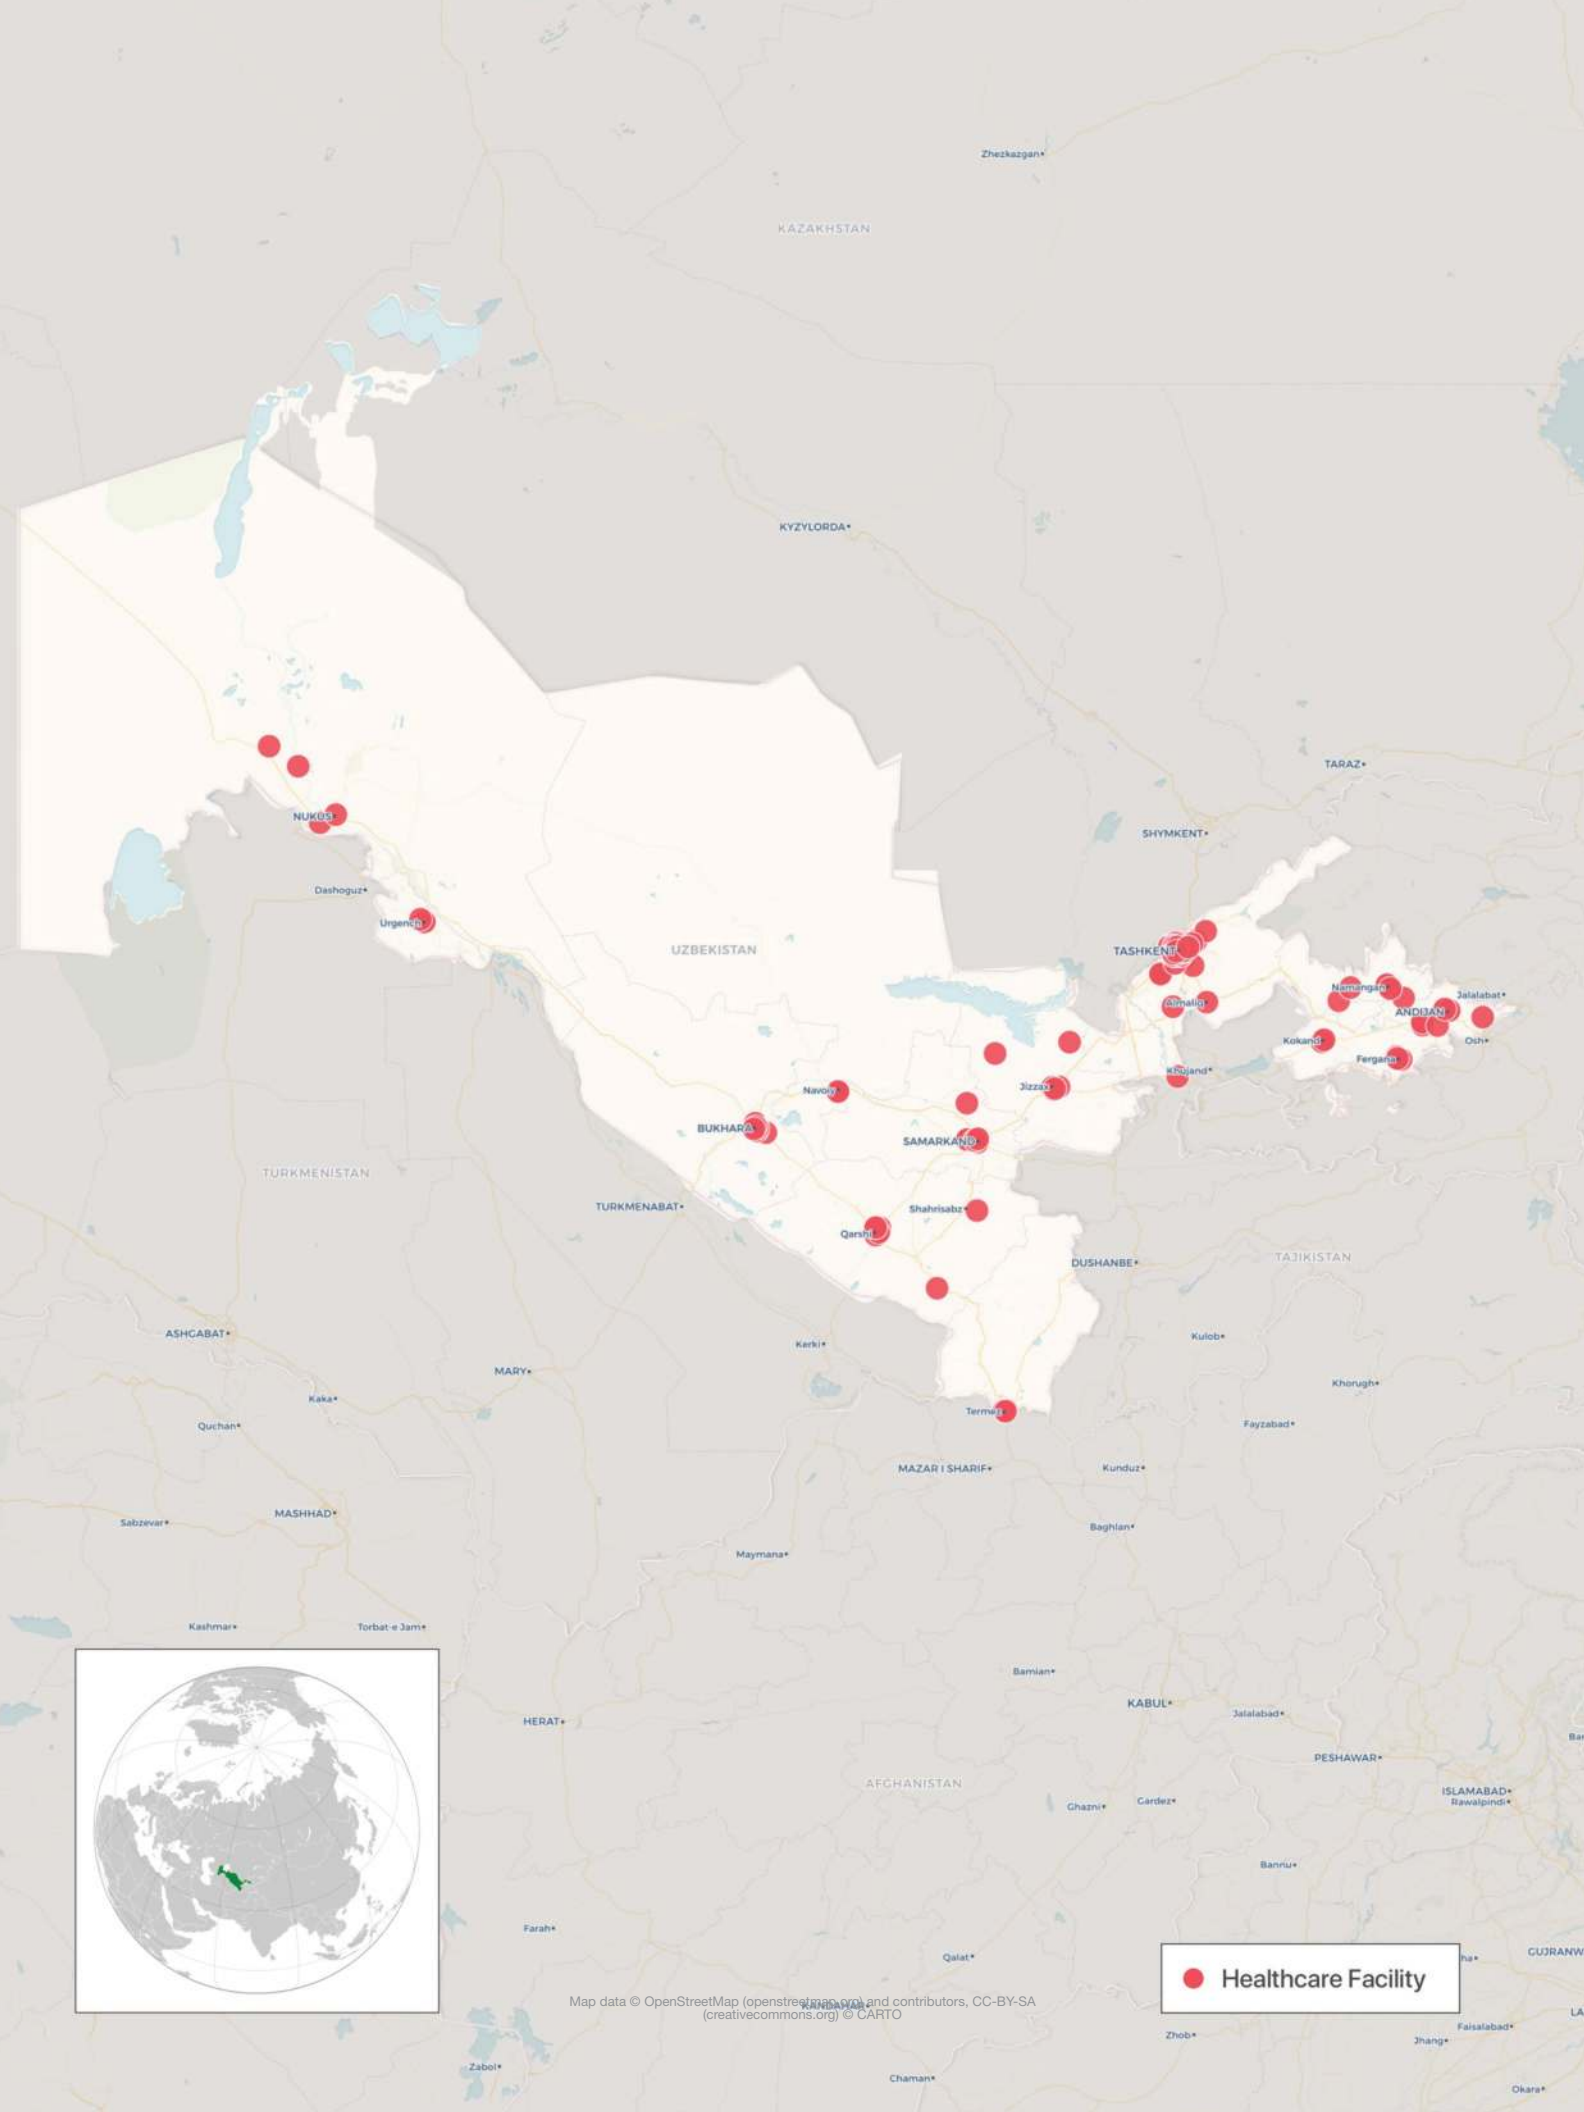 Zhezkazgan
KAZAKHSTAN
KYZYLORDA
TARAZ
SHYMKENT
NUKUS
Dashoguz
Urgench
UZBEKISTAN
TASHKENT
Namangan
Jalalabat
Almaliq
ANDIJAN
Kokand
Osh
Fergana
Khujand
Jizzax
Navoiy
BUKHARA
SAMARKAND
TURKMENISTAN
TURKMENABAT
Shahrisabz
Qarshi
DUSHANBE
TAJIKISTAN
ASHGABAT
Kulob
Kerki
MARY
Khorugh
Kaka
Termez
Quchan
Fayzabad
MAZAR I SHARIF
Kunduz
MASHHAD
Sabzevar
Baghlan
Maymana
Kashmar
Torbat-e Jam
Bamian
KABUL
Jalalabad
HERAT
PESHAWAR
AFGHANISTAN
ISLAMABAD
Rawalpindi
Ghazni
Gardez
Bannu
Farah
Qalat
GUJRANW
Healthcare Facility
KANDAHAR
Map data © OpenStreetMap (openstreetmap.org) and contributors, CC-BY-SA
(creativecommons.org) © CARTO
Faisalabad
Zhob
Jhang
Zabol
Chaman
Okara